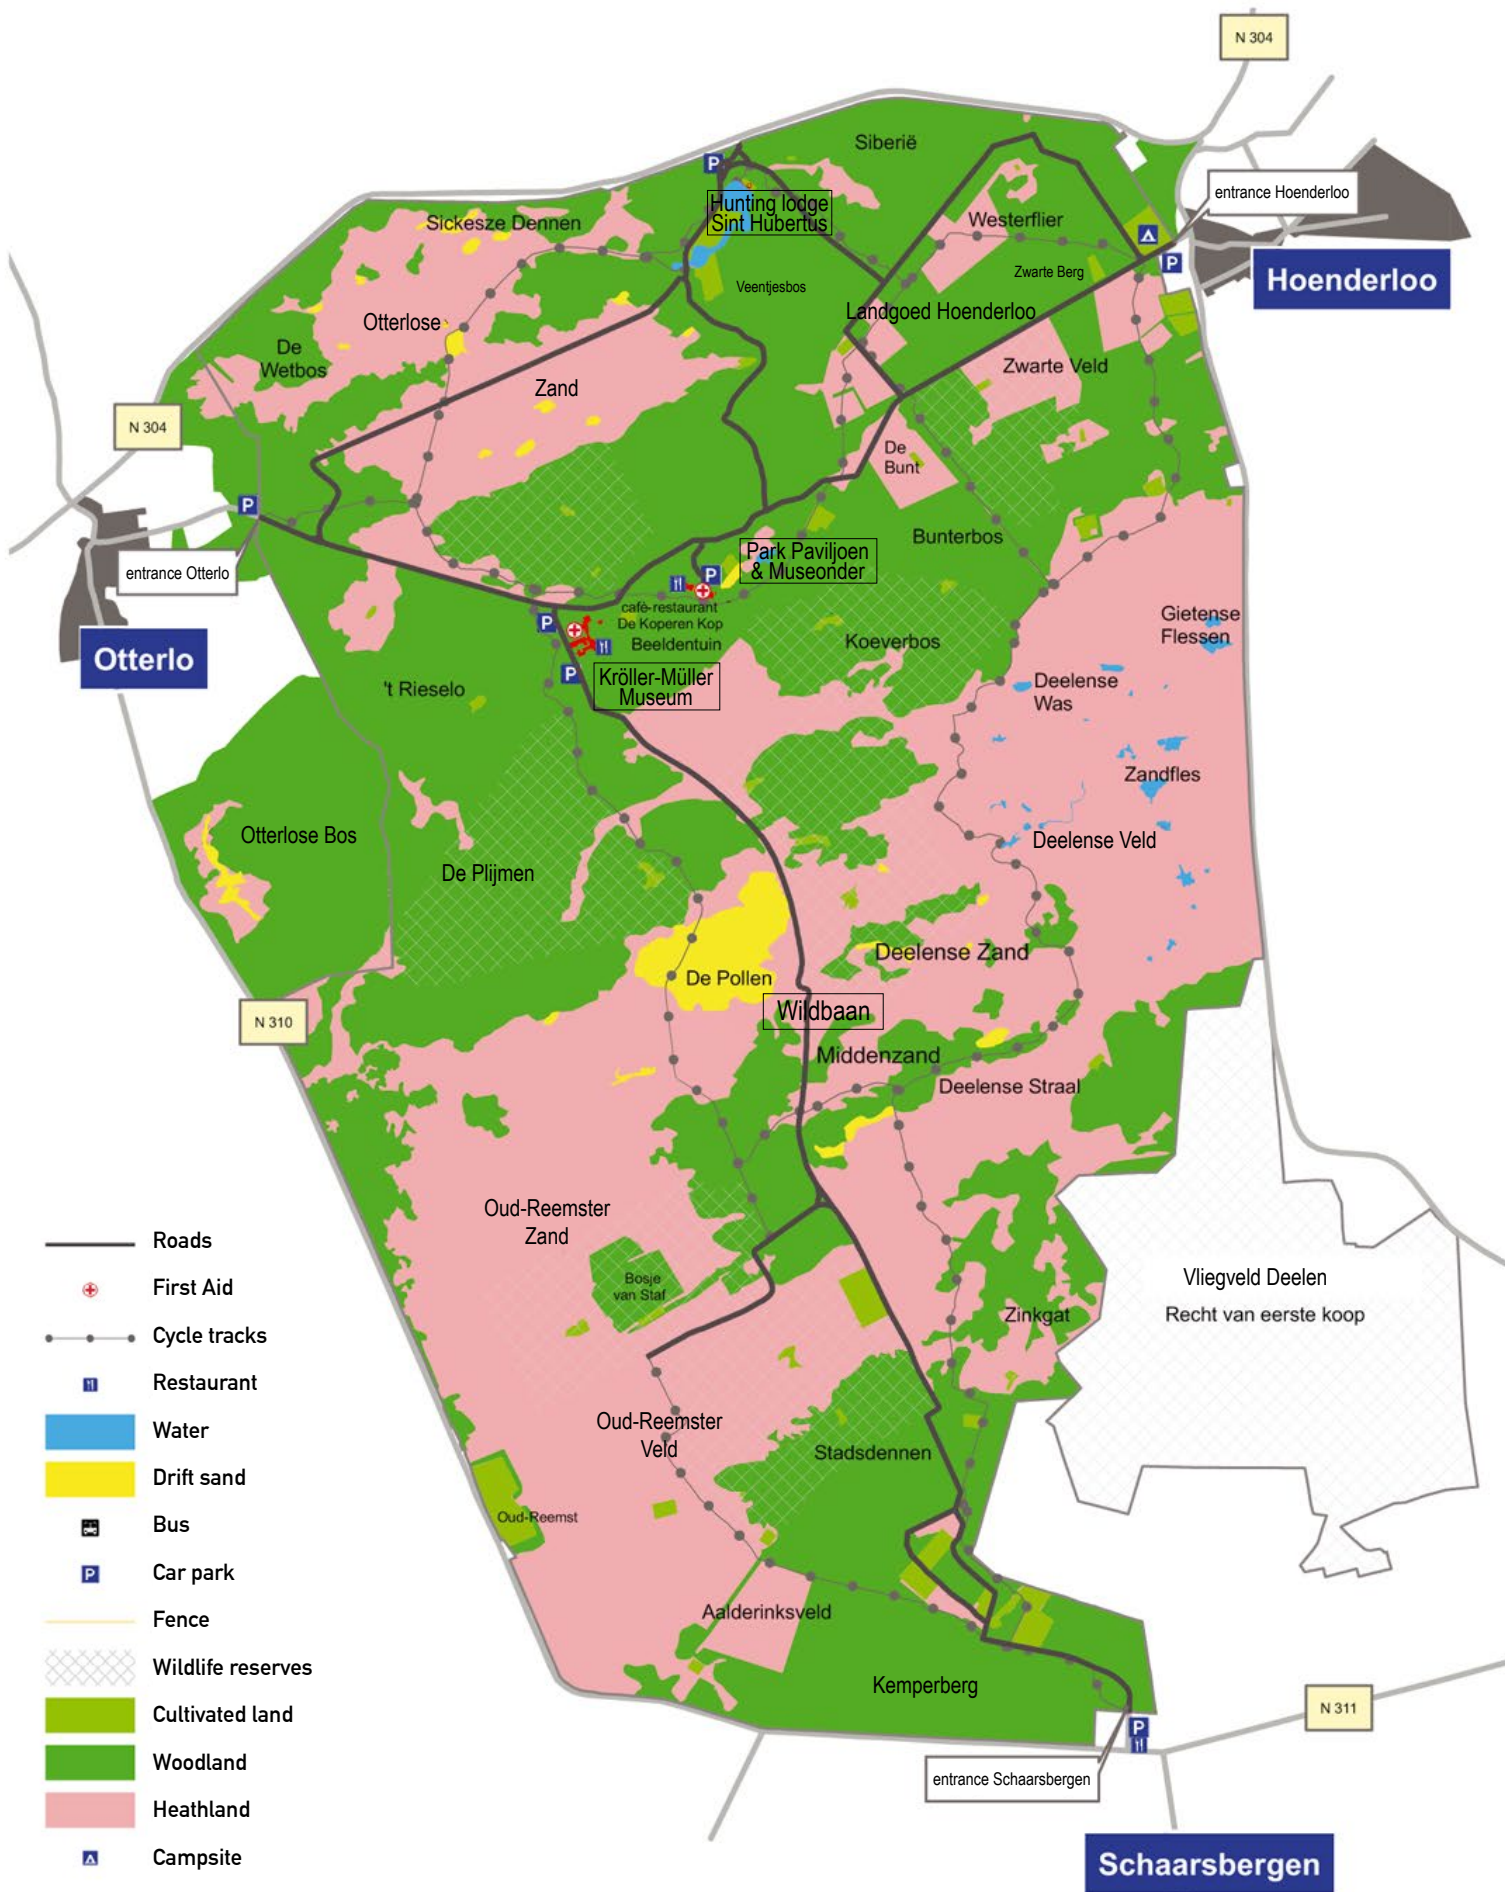 N 304
Siberië
entrance Hoenderloo
Hunting lodge
Sint Hubertus
Sickesze Dennen
Westerflier
Hoenderloo
Zwarte Berg
Veentjesbos
Landgoed Hoenderloo
Otterlose
De
Wetbos
Zwarte Veld
Zand
N 304
De
Bunt
Bunterbos
Park Paviljoen
& Museonder
entrance Otterlo
café-restaurant
De Koperen Kop
Beeldentuin
Koeverbos
Gietense
Flessen
Otterlo
't Rieselo
Kröller-Müller
Museum
Deelense
Was
Zandfles
Otterlose Bos
Deelense Veld
De Plijmen
Deelense Zand
De Pollen
Wildbaan
N 310
Middenzand
Deelense Straal
Oud-Reemster
Zand
Bosje
van Staf
Vliegveld Deelen
Recht van eerste koop
Zinkgat
Oud-Reemster
Veld
Stadsdennen
Oud-Reemst
Aalderinksveld
Kemperberg
N 311
entrance Schaarsbergen
Schaarsbergen
Roads
First Aid
Cycle tracks
Restaurant
Water
Drift sand
Bus
P Car park
Fence
Wildlife reserves
Cultivated land
Woodland
Heathland
Campsite
P
P
P
P
P
P
P